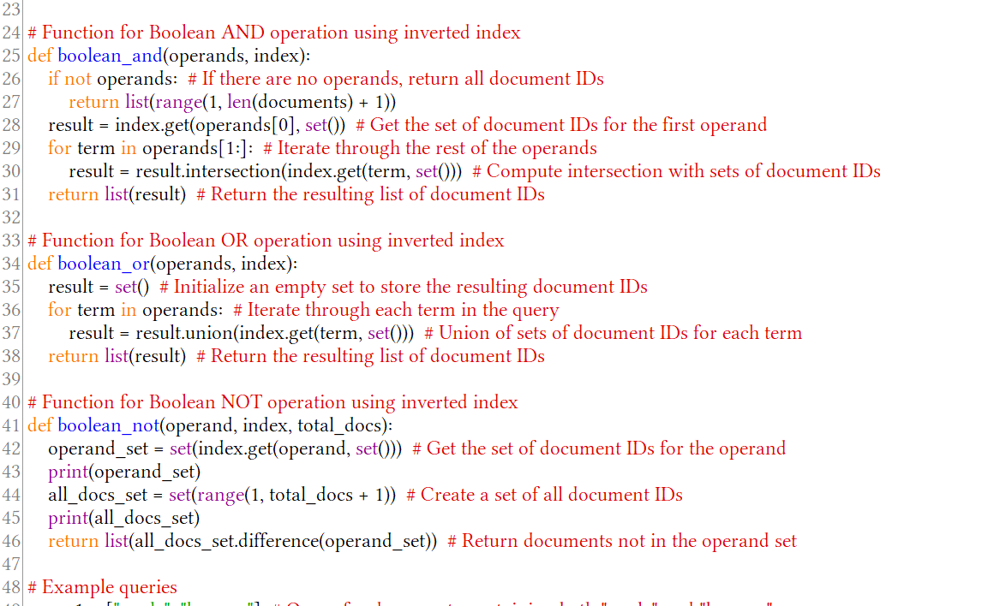 23
24 # Function for Boolean AND operation using inverted index
25 def boolean_and(operands, index):
26     if not operands:  # If there are no operands, return all document IDs
27         return list(range(1, len(documents) + 1))
28     result = index.get(operands[0], set())  # Get the set of document IDs for the first operand
29     for term in operands[1:]:  # Iterate through the rest of the operands
30         result = result.intersection(index.get(term, set()))  # Compute intersection with sets of document IDs
31     return list(result)  # Return the resulting list of document IDs
32
33 # Function for Boolean OR operation using inverted index
34 def boolean_or(operands, index):
35     result = set()  # Initialize an empty set to store the resulting document IDs
36     for term in operands:  # Iterate through each term in the query
37         result = result.union(index.get(term, set()))  # Union of sets of document IDs for each term
38     return list(result)  # Return the resulting list of document IDs
39
40 # Function for Boolean NOT operation using inverted index
41 def boolean_not(operand, index, total_docs):
42     operand_set = set(index.get(operand, set()))  # Get the set of document IDs for the operand
43     print(operand_set)
44     all_docs_set = set(range(1, total_docs + 1))  # Create a set of all document IDs
45     print(all_docs_set)
46     return list(all_docs_set.difference(operand_set))  # Return documents not in the operand set
47
48 # Example queries